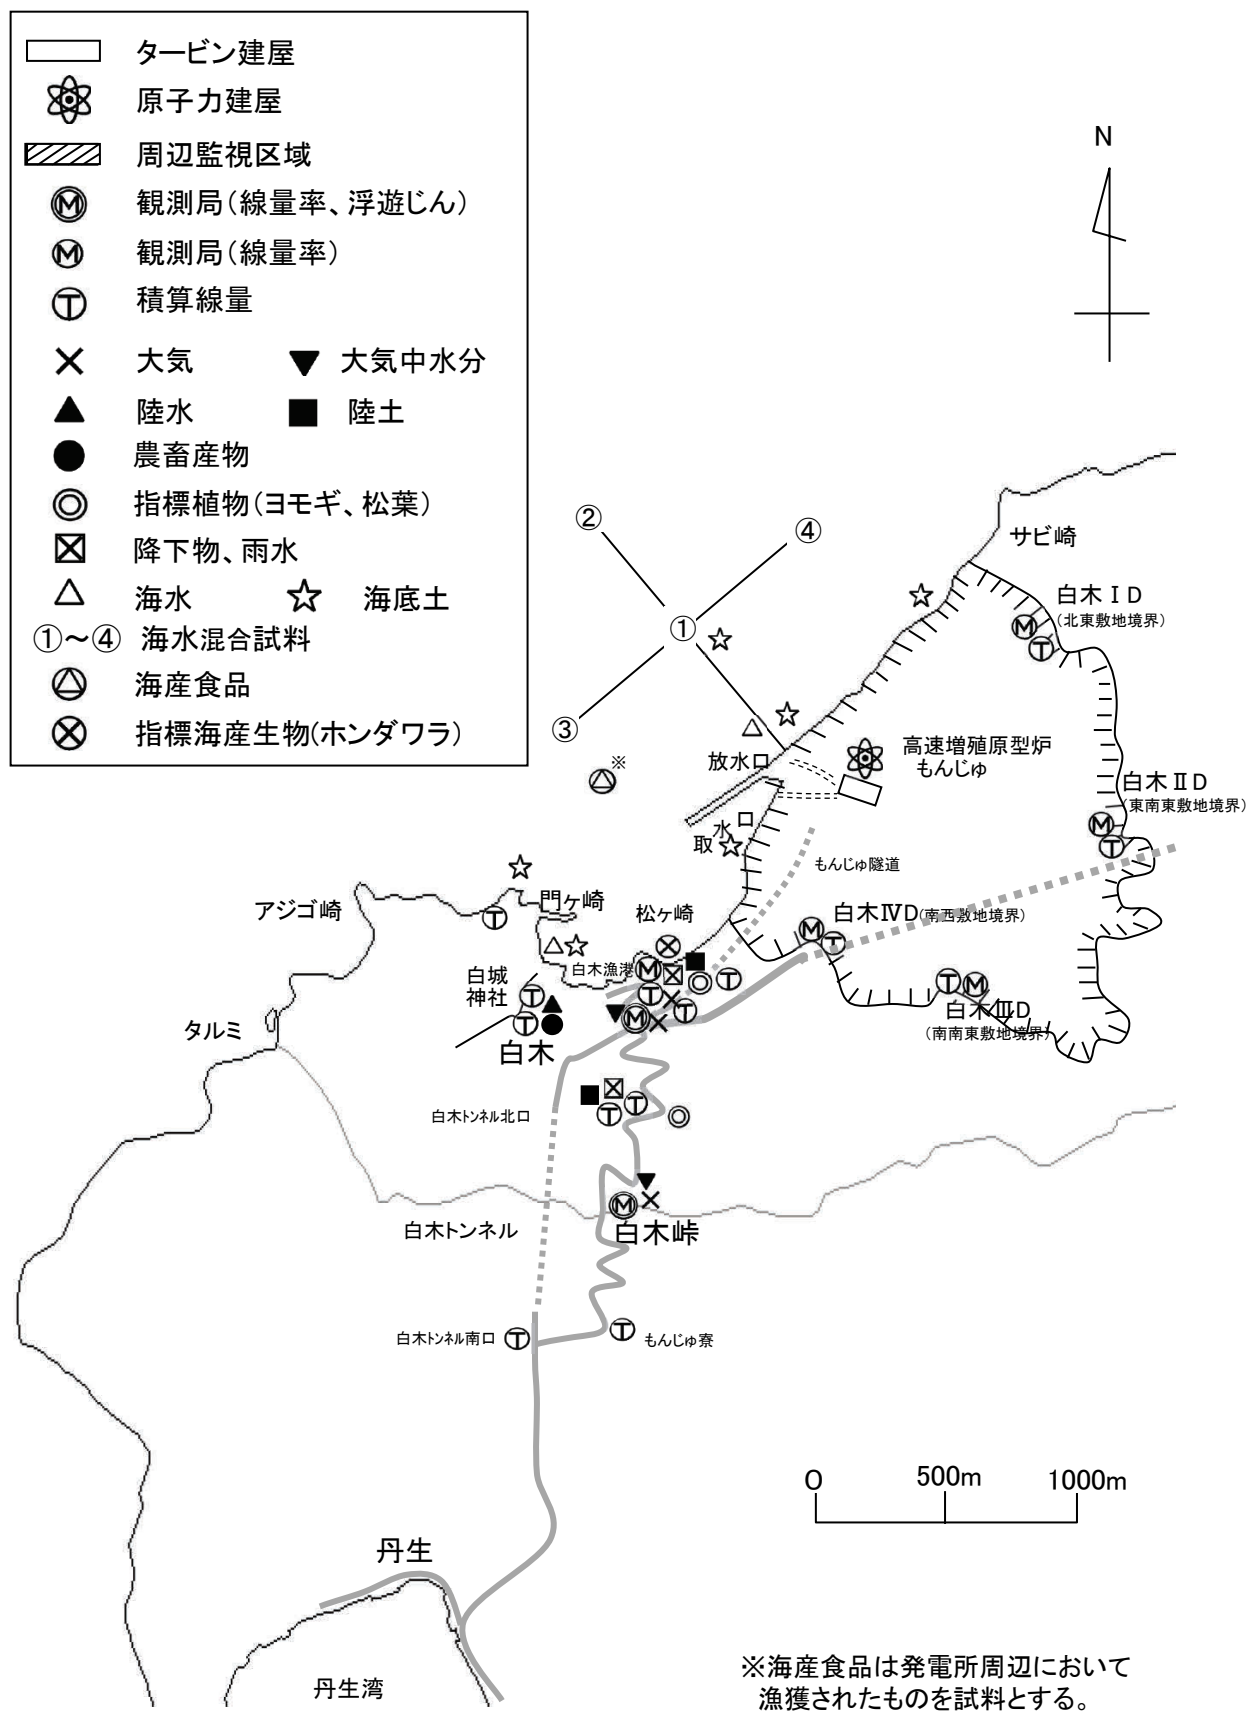 タービン建屋
原子力建屋
周辺監視区域
観測局(線量率、浮遊じん)
観測局(線量率)
積算線量
大気 大気中水分
陸水 陸土
農畜産物
指標植物(ヨモギ、松葉)
降下物、雨水
海水 海底土
①～④ 海水混合試料
海産食品
指標海産生物(ホンダワラ)
N
サビ崎
② ④
白木ⅠD
(北東敷地境界)
①
③
放水口
高速増殖原型炉
もんじゅ
※
白木ⅡD
(東南東敷地境界)
取水口
もんじゅ隧道
アジゴ崎
門ヶ崎
松ヶ崎
白木ⅣD(南西敷地境界)
白木漁港
白城
神社
白木ⅢD
(南南東敷地境界)
タルミ
白木
白木トンネル北口
白木トンネル
白木峠
白木トンネル南口
もんじゅ寮
0 500m 1000m
丹生
丹生湾
※海産食品は発電所周辺において
漁獲されたものを試料とする。